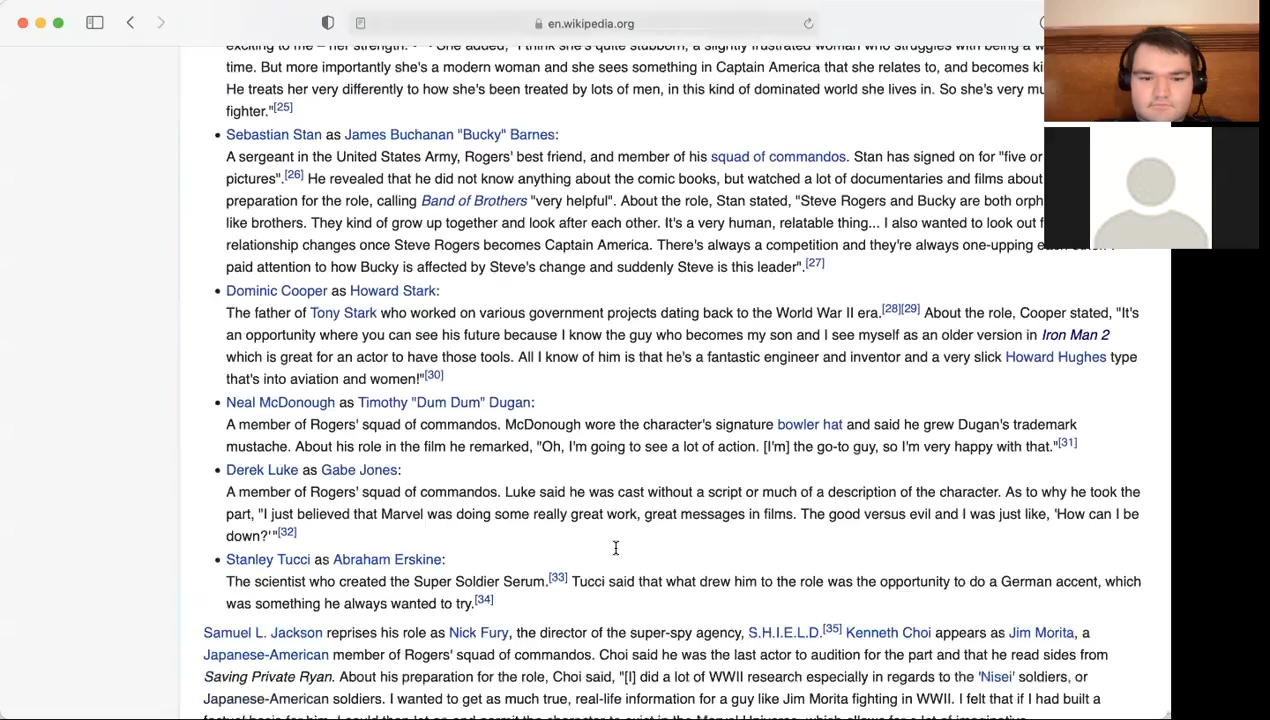 en.wikipedia.org
exciting to me – her strength. She added, "I think she's quite stubborn, a slightly frustrated woman who struggles with being a w
time. But more importantly she's a modern woman and she sees something in Captain America that she relates to, and becomes ki
He treats her very differently to how she's been treated by lots of men, in this kind of dominated world she lives in. So she's very mu
fighter."[25]
• Sebastian Stan as James Buchanan "Bucky" Barnes:
A sergeant in the United States Army, Rogers' best friend, and member of his squad of commandos. Stan has signed on for "five or
pictures".[26] He revealed that he did not know anything about the comic books, but watched a lot of documentaries and films about
preparation for the role, calling Band of Brothers "very helpful". About the role, Stan stated, "Steve Rogers and Bucky are both orph
like brothers. They kind of grow up together and look after each other. It's a very human, relatable thing... I also wanted to look out f
relationship changes once Steve Rogers becomes Captain America. There's always a competition and they're always one-upping
paid attention to how Bucky is affected by Steve's change and suddenly Steve is this leader".[27]
• Dominic Cooper as Howard Stark:
The father of Tony Stark who worked on various government projects dating back to the World War II era.[28][29] About the role, Cooper stated, "It's
an opportunity where you can see his future because I know the guy who becomes my son and I see myself as an older version in Iron Man 2
which is great for an actor to have those tools. All I know of him is that he's a fantastic engineer and inventor and a very slick Howard Hughes type
that's into aviation and women!"[30]
• Neal McDonough as Timothy "Dum Dum" Dugan:
A member of Rogers' squad of commandos. McDonough wore the character's signature bowler hat and said he grew Dugan's trademark
mustache. About his role in the film he remarked, "Oh, I'm going to see a lot of action. [I'm] the go-to guy, so I'm very happy with that."[31]
• Derek Luke as Gabe Jones:
A member of Rogers' squad of commandos. Luke said he was cast without a script or much of a description of the character. As to why he took the
part, "I just believed that Marvel was doing some really great work, great messages in films. The good versus evil and I was just like, 'How can I be
down?'"[32]
• Stanley Tucci as Abraham Erskine:
The scientist who created the Super Soldier Serum.[33] Tucci said that what drew him to the role was the opportunity to do a German accent, which
was something he always wanted to try.[34]
Samuel L. Jackson reprises his role as Nick Fury, the director of the super-spy agency, S.H.I.E.L.D.[35] Kenneth Choi appears as Jim Morita, a
Japanese-American member of Rogers' squad of commandos. Choi said he was the last actor to audition for the part and that he read sides from
Saving Private Ryan. About his preparation for the role, Choi said, "[I] did a lot of WWII research especially in regards to the 'Nisei' soldiers, or
Japanese-American soldiers. I wanted to get as much true, real-life information for a guy like Jim Morita fighting in WWII. I felt that if I had built a
factual basis for him, I could then let go and permit the character to exist in the Marvel Universe, which allows for a lot of imaginative